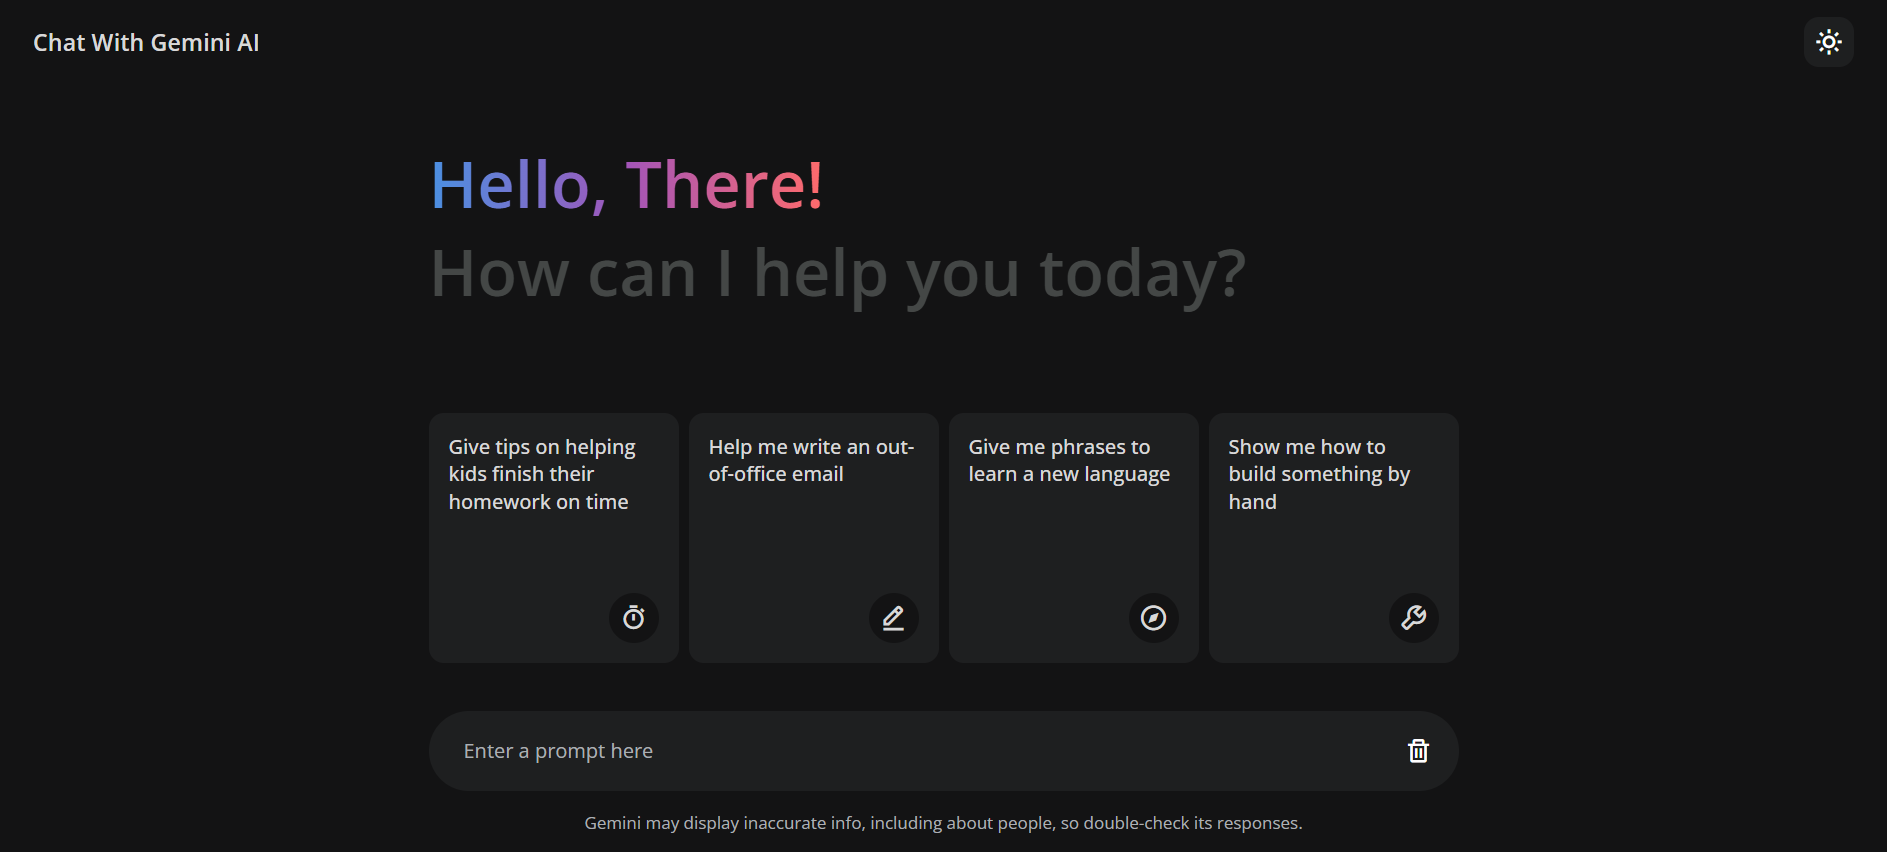 Chat With Gemini AI
Hello, There!
How can I help you today?
Give tips on helping
kids finish their
homework on time
Help me write an out-
of-office email
Give me phrases to
learn a new language
Show me how to
build something by
hand
Enter a prompt here
Gemini may display inaccurate info, including about people, so double-check its responses.